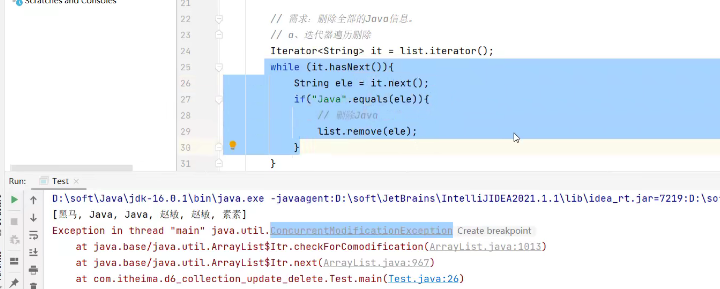 Scratches and Consoles
21
22 // 需求：删除全部的Java信息。
23 // a、迭代器遍历删除
24 Iterator<String> it = list.iterator();
25 while (it.hasNext()){
26 String ele = it.next();
27 if("Java".equals(ele)){
28 // 删除Java
29 list.remove(ele);
30 }
31 }
Run: Test ×
D:\soft\Java\jdk-16.0.1\bin\java.exe -javaagent:D:\soft\JetBrains\IntelliJIDEA2021.1.1\lib\idea_rt.jar=7219:D:\sof
[黑马, Java, Java, 赵敏, 赵敏, 素素]
Exception in thread "main" java.util.ConcurrentModificationException Create breakpoint
at java.base/java.util.ArrayList$Itr.checkForComodification(ArrayList.java:1013)
at java.base/java.util.ArrayList$Itr.next(ArrayList.java:967)
at com.itheima.d6_collection_update_delete.Test.main(Test.java:26)